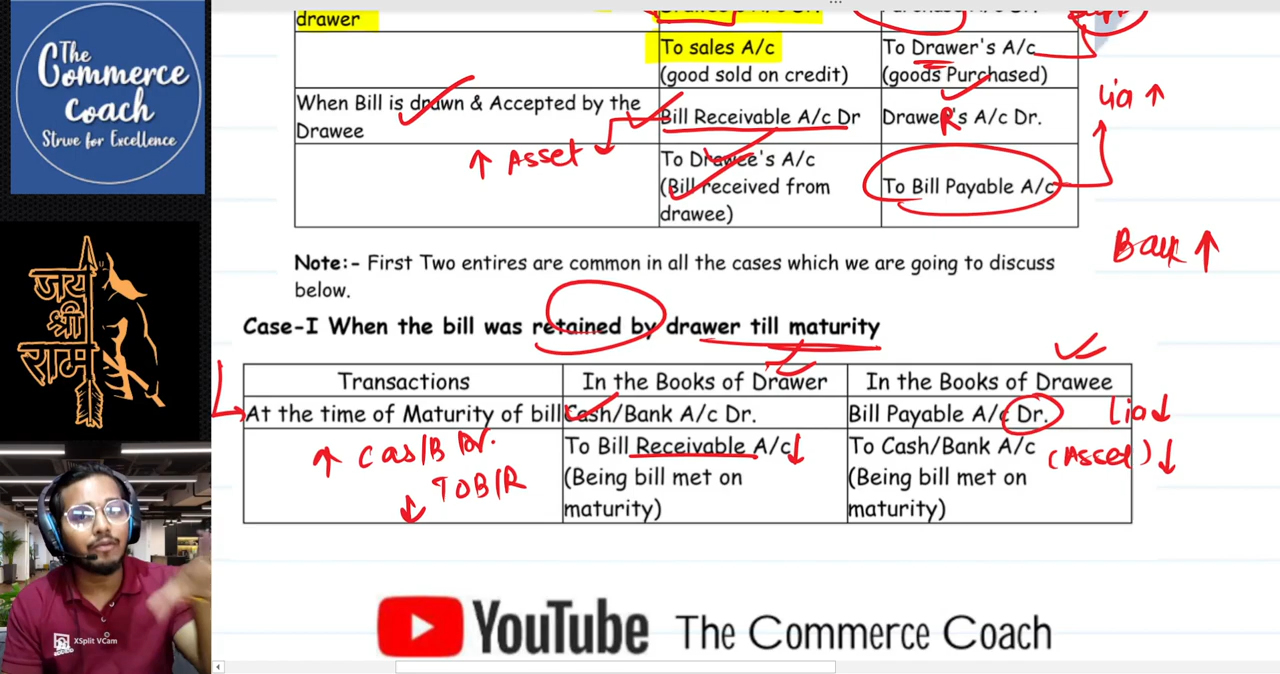 The
Commerce
Coach
Strive for Excellence
जय
श्री
राम
XSplit VCam
drawer
To sales A/c
(good sold on credit)
To Drawer's A/c
(goods Purchased)
When Bill is drawn & Accepted by the
Drawee
Bill Receivable A/c Dr
DraweR's A/c Dr.
↑ Asset
To Drawee's A/c
(Bill received from
drawee)
To Bill Payable A/c
Lia ↑
Bank ↑
Note:- First Two entires are common in all the cases which we are going to discuss
below.
Case-I When the bill was retained by drawer till maturity
Transactions
In the Books of Drawer
In the Books of Drawee
At the time of Maturity of bill
Cash/Bank A/c Dr.
Bill Payable A/c Dr.
Lia ↓
To Bill Receivable A/c ↓
(Being bill met on
maturity)
To Cash/Bank A/c
(Being bill met on
maturity)
(Asset) ↓
↑ Cas/B Dr.
↓ TO B/R
YouTube The Commerce Coach